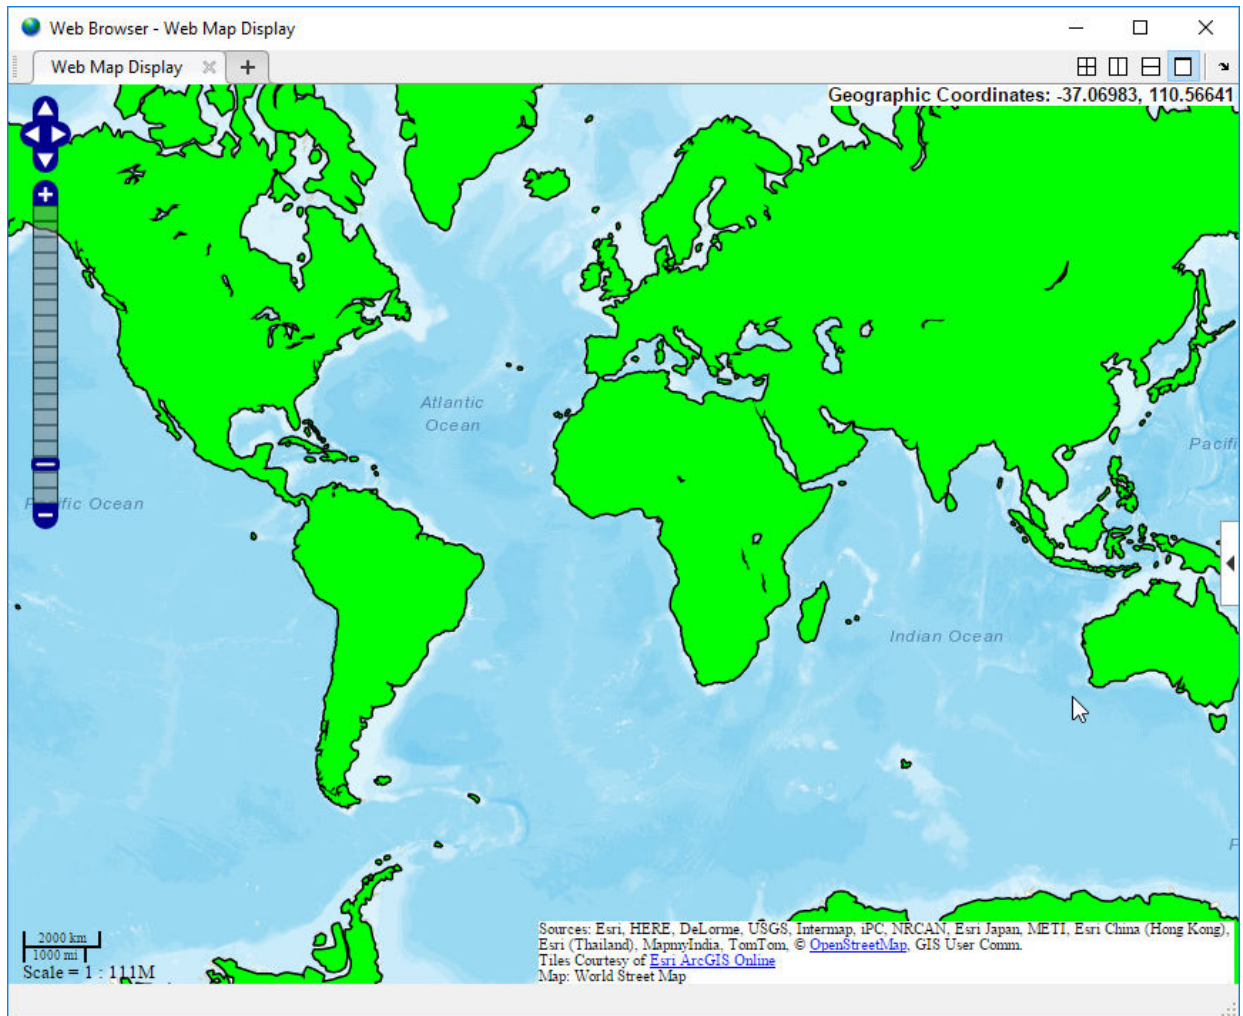 Web Browser - Web Map Display
Web Map Display
Geographic Coordinates: -37.06983, 110.56641
Atlantic
Ocean
Pacifi
Pacific Ocean
Indian Ocean
P
2000 km
1000 mi
Scale = 1 : 111M
Sources: Esri, HERE, DeLorme, USGS, Intermap, iPC, NRCAN, Esri Japan, METI, Esri China (Hong Kong),
Esri (Thailand), MapmyIndia, TomTom, © OpenStreetMap, GIS User Comm.
Tiles Courtesy of Esri ArcGIS Online
Map: World Street Map